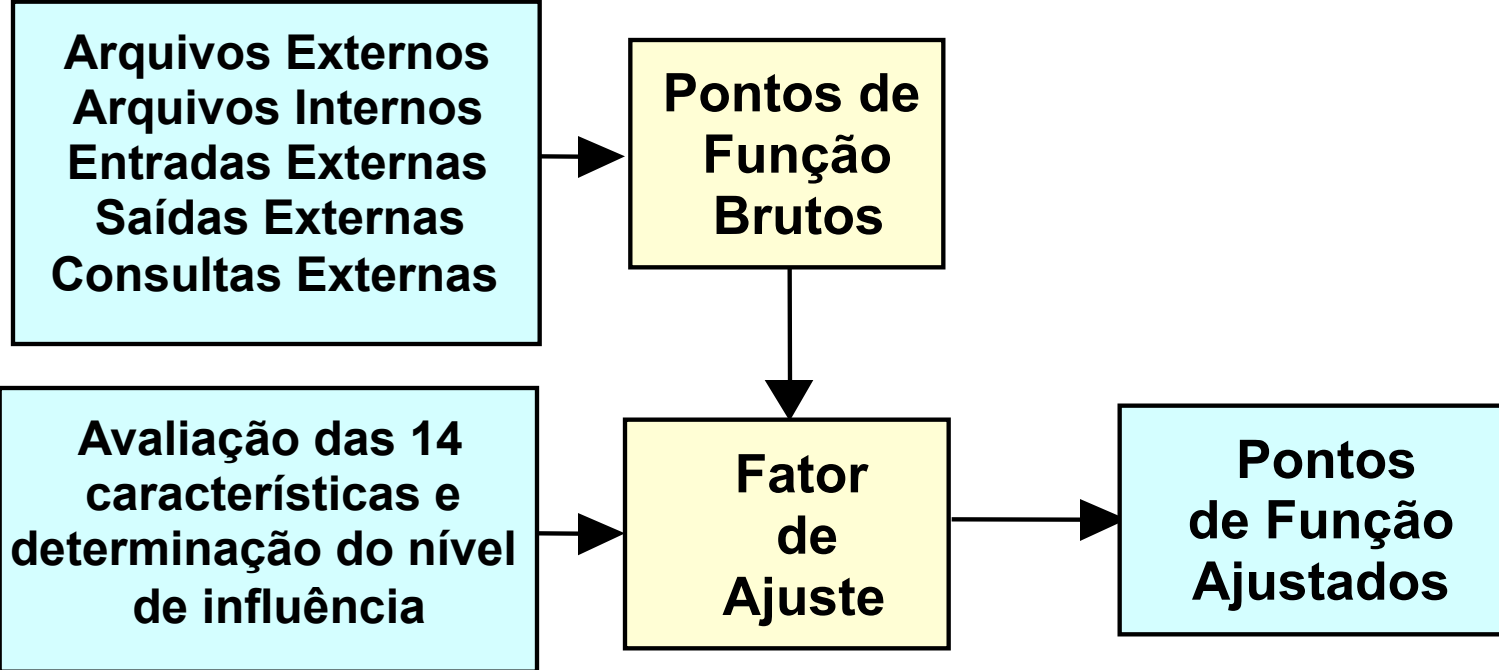 Arquivos Externos
Arquivos Internos
Entradas Externas
Saídas Externas
Consultas Externas
Pontos de
Função
Brutos
Avaliação das 14
características e
determinação do nível
de influência
Fator
de
Ajuste
Pontos
de Função
Ajustados